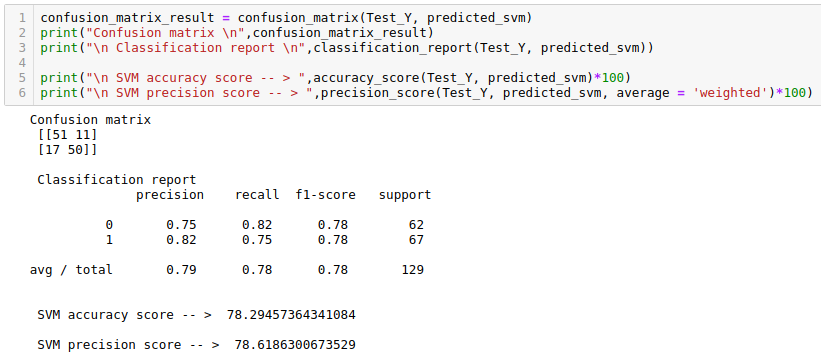 1 confusion_matrix_result = confusion_matrix(Test_Y, predicted_svm)
2 print("Confusion matrix \n",confusion_matrix_result)
3 print("\n Classification report \n",classification_report(Test_Y, predicted_svm))
4
5 print("\n SVM accuracy score -- > ",accuracy_score(Test_Y, predicted_svm)*100)
6 print("\n SVM precision score -- > ",precision_score(Test_Y, predicted_svm, average = 'weighted')*100)
Confusion matrix
[[51 11]
[17 50]]
Classification report
precision recall f1-score support
0 0.75 0.82 0.78 62
1 0.82 0.75 0.78 67
avg / total 0.79 0.78 0.78 129
SVM accuracy score -- > 78.29457364341084
SVM precision score -- > 78.6186300673529